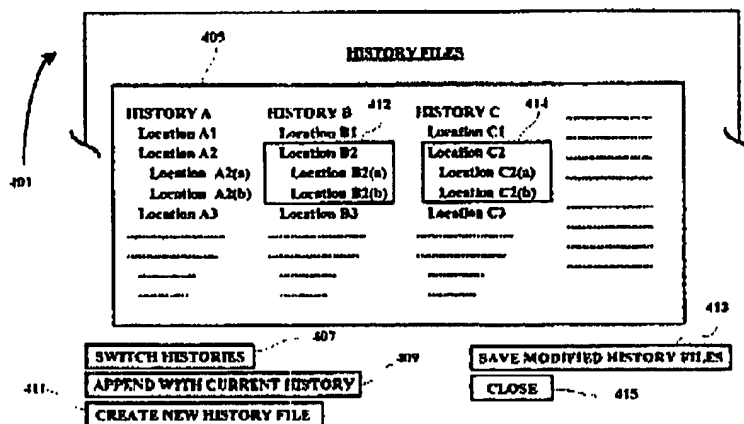 405
HISTORY FILES
HISTORY A HISTORY B 412 HISTORY C 414
Location A1 Location B1 Location C1
Location A2 Location B2 Location C2
Location A2(a) Location B2(a) Location C2(a)
Location A2(b) Location B2(b) Location C2(b)
Location A3 Location B3 Location C3
401
407
413
SWITCH HISTORIES SAVE MODIFIED HISTORY FILES
409
APPEND WITH CURRENT HISTORY CLOSE
411 415
CREATE NEW HISTORY FILE